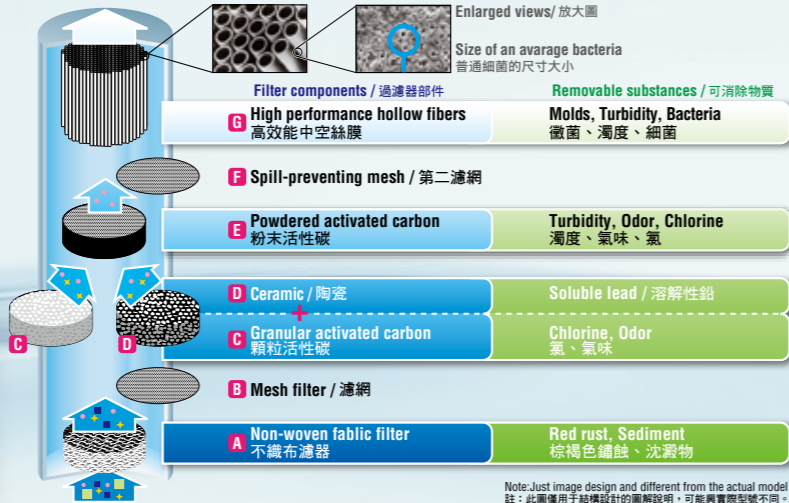 Enlarged views/ 放大圖
Size of an avarage bacteria
普通細菌的尺寸大小
Filter components / 過濾器部件
Removable substances / 可消除物質
G
High performance hollow fibers
高效能中空絲膜
Molds, Turbidity, Bacteria
黴菌、濁度、細菌
F
Spill-preventing mesh / 第二濾網
E
Powdered activated carbon
粉末活性碳
Turbidity, Odor, Chlorine
濁度、氣味、氯
D
Ceramic / 陶瓷
Soluble lead / 溶解性鉛
+
C
Granular activated carbon
顆粒活性碳
Chlorine, Odor
氯、氣味
C
D
B
Mesh filter / 濾網
A
Non-woven fablic filter
不織布濾器
Red rust, Sediment
棕褐色鏽蝕、沈澱物
Note:Just image design and different from the actual model
註：此圖僅用于結構設計的圖解說明，可能與實際型號不同。